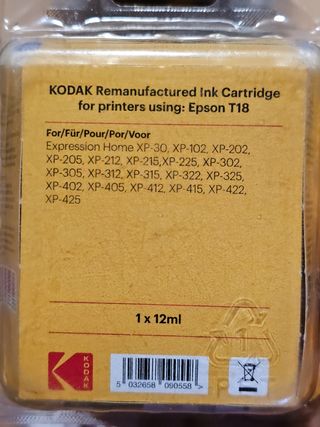 KODAK Remanufactured Ink Cartridge
for printers using: Epson T18
For/Für/Pour/Por/Voor
Expression Home XP-30, XP-102, XP-202,
XP-205, XP-212, XP-215,XP-225, XP-302,
XP-305, XP-312, XP-315, XP-322, XP-325,
XP-402, XP-405, XP-412, XP-415, XP-422,
XP-425
1 x 12ml
KODAK
5 032658 090558 >
1